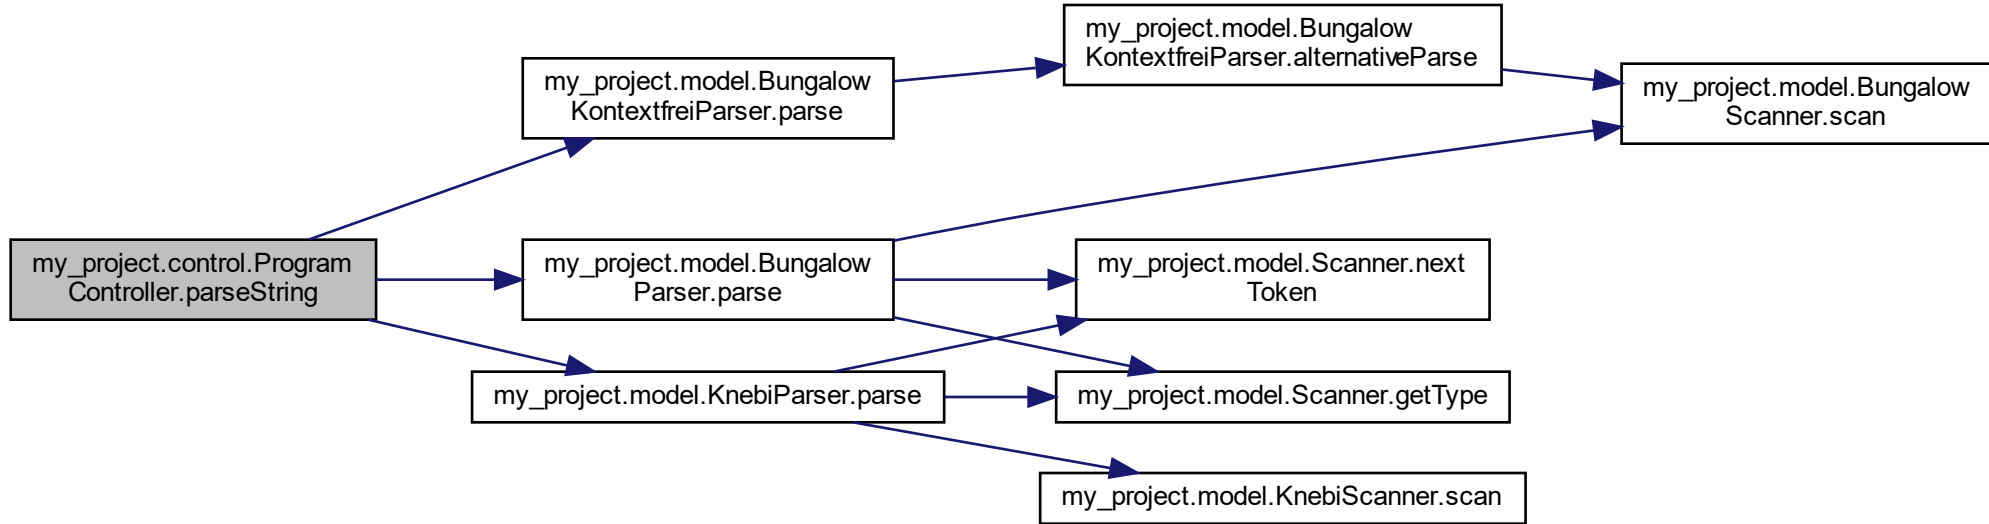 my_project.control.Program
Controller.parseString
my_project.model.Bungalow
KontextfreiParser.parse
my_project.model.Bungalow
KontextfreiParser.alternativeParse
my_project.model.Bungalow
Scanner.scan
my_project.model.Bungalow
Parser.parse
my_project.model.Scanner.next
Token
my_project.model.KnebiParser.parse
my_project.model.Scanner.getType
my_project.model.KnebiScanner.scan